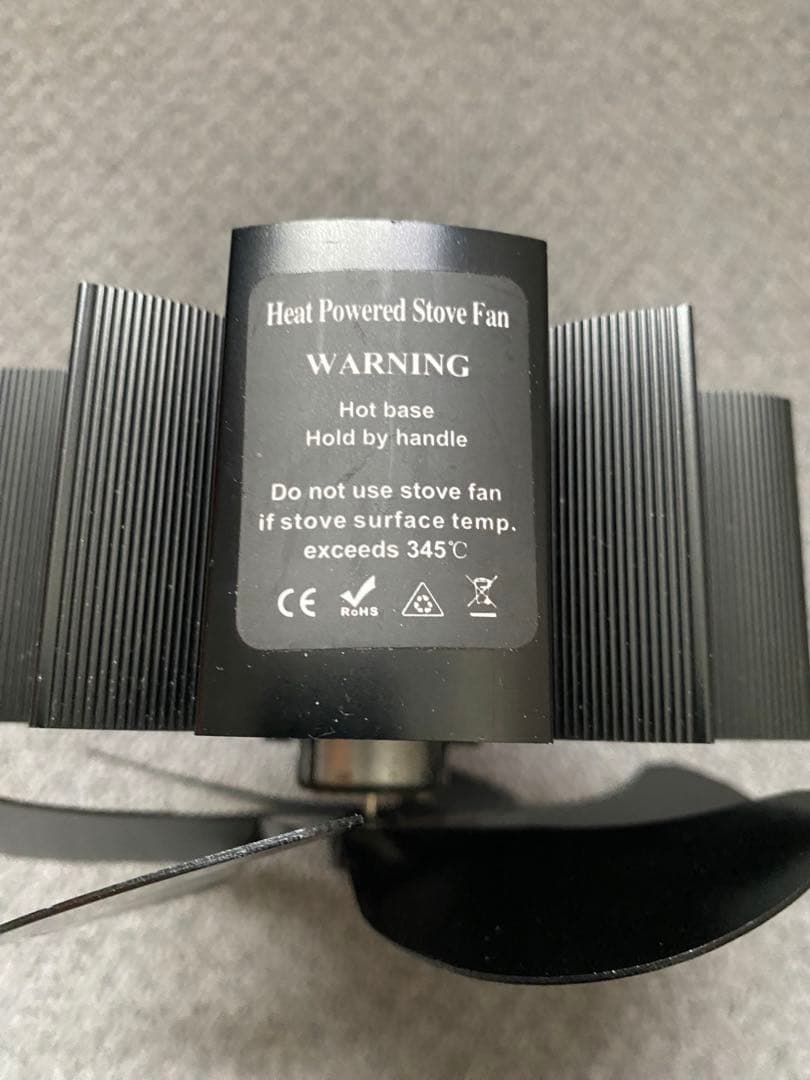 Heat Powered Stove Fan
WARNING
Hot base
Hold by handle
Do not use stove fan
if stove surface temp.
exceeds 345℃
CE RoHS